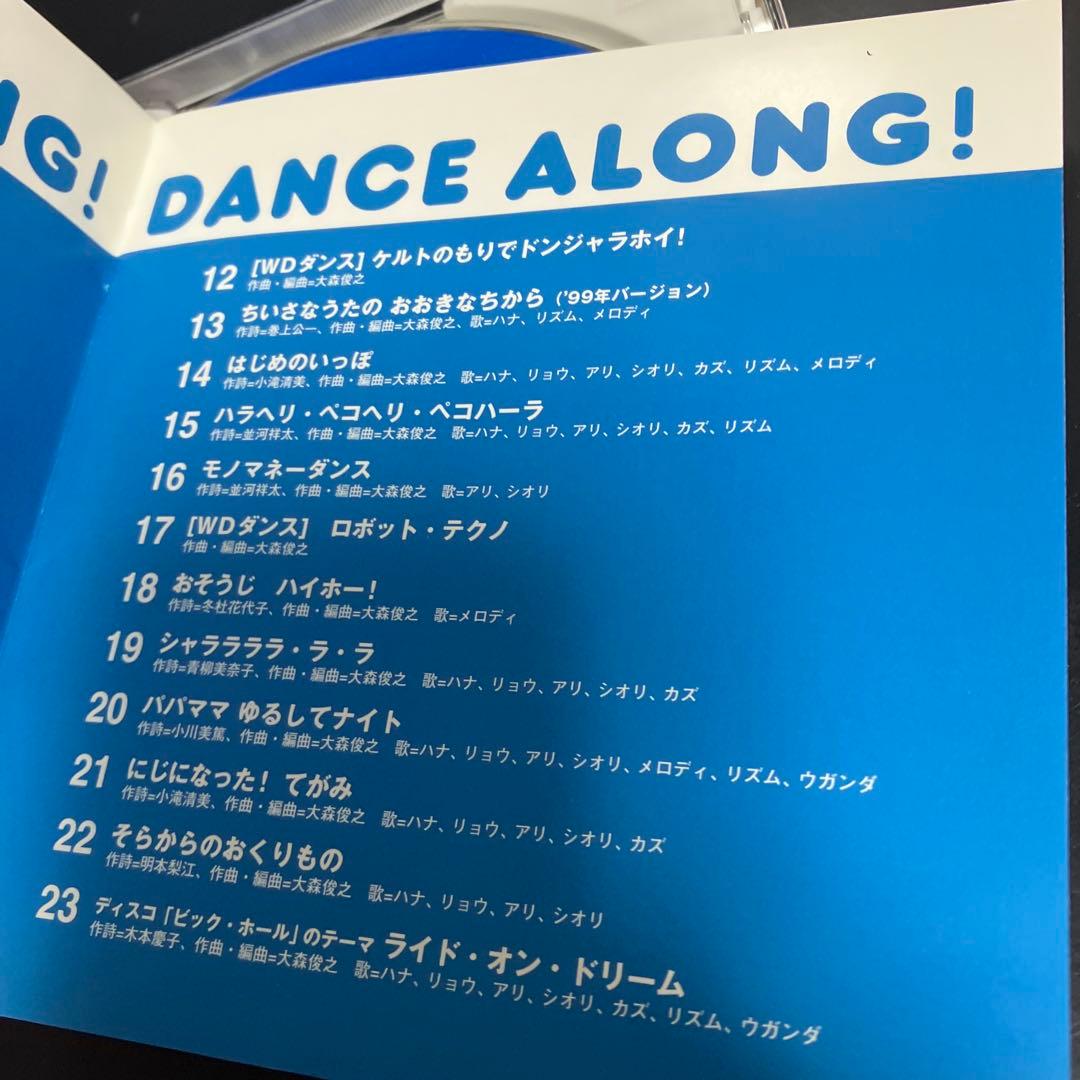 NG!
DANCE ALONG!
12 [WDダンス] ケルトのもりでドンジャラホイ!
作曲・編曲=大森俊之
13 ちいさなうたの おおきなちから ('99年バージョン)
作詩=巻上公一、作曲・編曲=大森俊之、歌=ハナ、リズム、メロディ
14 はじめのいっぽ
作詩=小滝清美、作曲・編曲=大森俊之 歌=ハナ、リョウ、アリ、シオリ、カズ、リズム、メロディ
15 ハラヘリ・ペコヘリ・ペコハーラ
作詩=並河祥太、作曲・編曲=大森俊之 歌=ハナ、リョウ、アリ、シオリ、カズ、リズム
16 モノマネーダンス
作詩=並河祥太、作曲・編曲=大森俊之 歌=アリ、シオリ
17 [WDダンス] ロボット・テクノ
作曲・編曲=大森俊之
18 おそうじ ハイホー!
作詩=冬杜花代子、作曲・編曲=大森俊之 歌=メロディ
19 シャララララ・ラ・ラ
作詩=青柳美奈子、作曲・編曲=大森俊之 歌=ハナ、リョウ、アリ、シオリ、カズ
20 パパママ ゆるしてナイト
作詩=小川美篤、作曲・編曲=大森俊之 歌=ハナ、リョウ、アリ、シオリ、メロディ、リズム、ウガンダ
21 にじになった! てがみ
作詩=小滝清美、作曲・編曲=大森俊之 歌=ハナ、リョウ、アリ、シオリ、カズ
22 そらからのおくりもの
作詩=明本梨江、作曲・編曲=大森俊之 歌=ハナ、リョウ、アリ、シオリ
23 ディスコ「ビック・ホール」のテーマ ライド・オン・ドリーム
作詩=木本慶子、作曲・編曲=大森俊之 歌=ハナ、リョウ、アリ、シオリ、カズ、リズム、ウガンダ